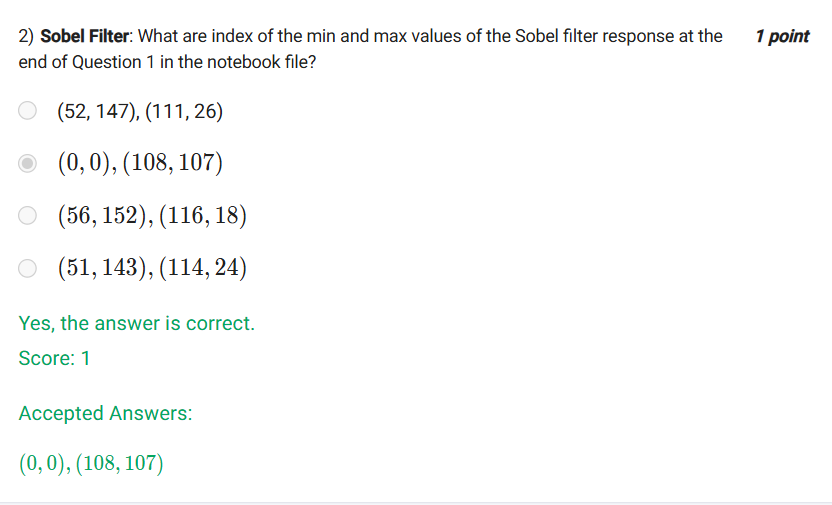 2) Sobel Filter: What are index of the min and max values of the Sobel filter response at the 1 point
end of Question 1 in the notebook file?
(52, 147), (111, 26)
(0, 0), (108, 107)
(56, 152), (116, 18)
(51, 143), (114, 24)
Yes, the answer is correct.
Score: 1
Accepted Answers:
(0, 0), (108, 107)